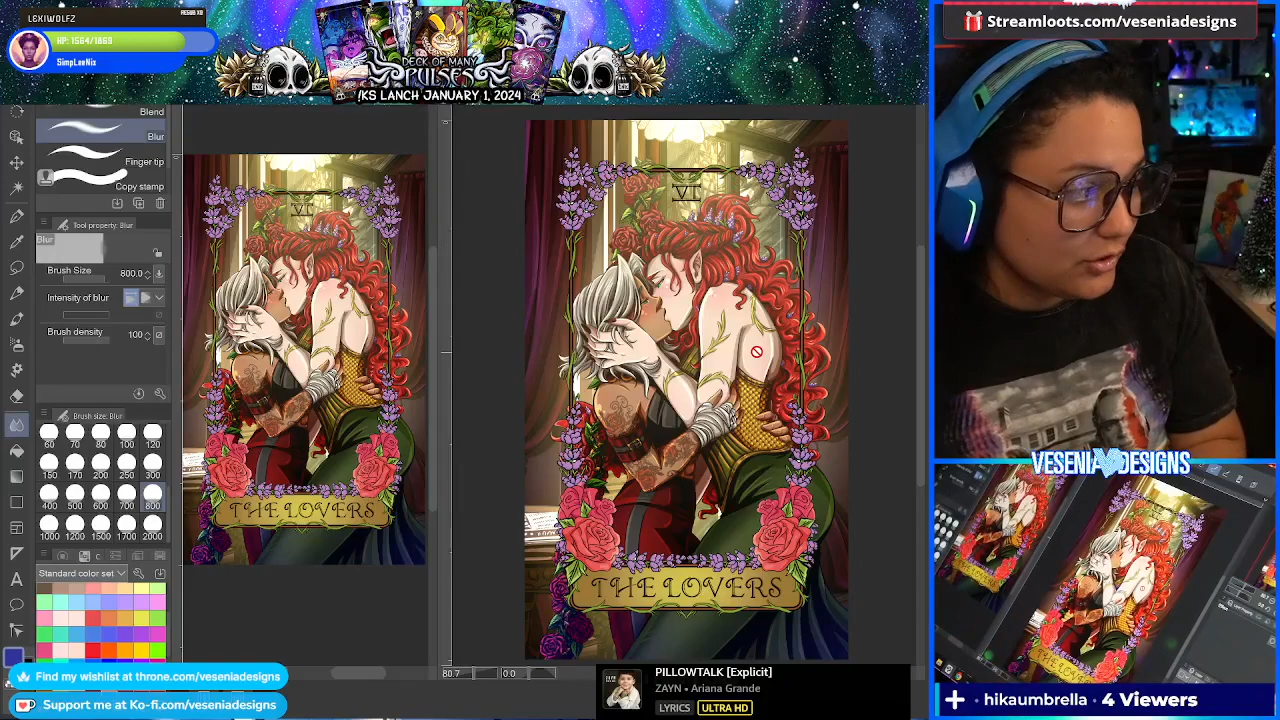 LEXIWOLFZ
HP: 1564/1869
SimpLeeNix
DECK OF MANY
PULSES
!KS LANCH JANUARY 1, 2024
Streamloots.com/veseniadesigns
Blend
Blur
Finger tip
Copy stamp
Tool property: Blur
Blur
Brush Size 800.0
Intensity of blur
Brush density 100
Brush size: Blur
60 70 80 100 120
150 170 200 250 300
400 500 600 700 800
1000 1200 1500 1700 2000
Standard color set
VI
THE LOVERS
VI
THE LOVERS
80.7 0.0
Find my wishlist at throne.com/veseniadesigns
Support me at Ko-fi.com/veseniadesigns
PILLOWTALK [Explicit]
ZAYN • Ariana Grande
LYRICS ULTRA HD
VESENIA DESIGNS
THE LOVERS
hikaumbrella 4 Viewers